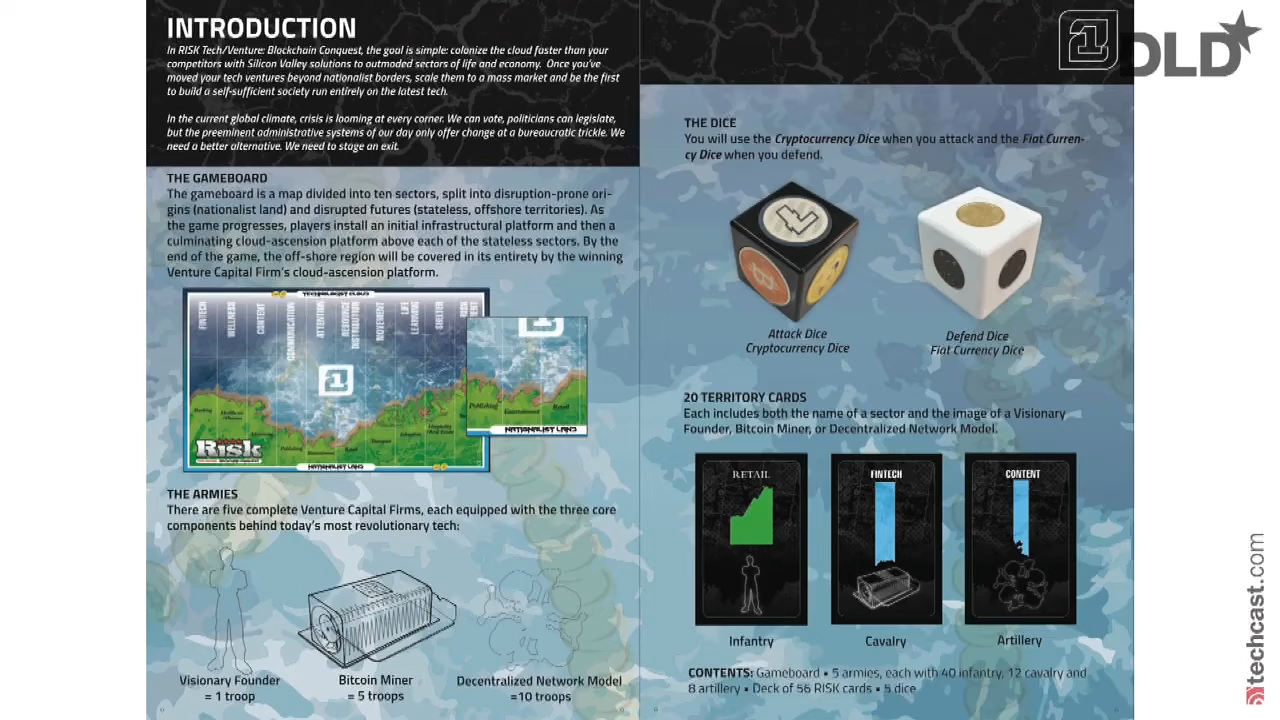 INTRODUCTION
In RISK Tech/Venture: Blockchain Conquest, the goal is simple: colonize the cloud faster than your
competitors with Silicon Valley solutions to outmoded sectors of life and economy. Once you've
moved your tech ventures beyond nationalist borders, scale them to a mass market and be the first
to build a self-sufficient society run entirely on the latest tech.
In the current global climate, crisis is looming at every corner. We can vote, politicians can legislate,
but the preeminent administrative systems of our day only offer change at a bureaucratic trickle. We
need a better alternative. We need to stage an exit.
THE GAMEBOARD
The gameboard is a map divided into ten sectors, split into disruption-prone ori-
gins (nationalist land) and disrupted futures (stateless, offshore territories). As
the game progresses, players install an initial infrastructural platform and then a
culminating cloud-ascension platform above each of the stateless sectors. By the
end of the game, the off-shore region will be covered in its entirety by the winning
Venture Capital Firm's cloud-ascension platform.
TECHNOLOGIST CLOUD
FINTECH
WELLNESS
CONTENT
COMMUNICATION
ATTENTION
RESOURCE
DISTRIBUTION
MOVEMENT
LIFE
LEARNING
SHELTER
1
1
Publishing
Entertainment
Retail
NATIONALIST LAND
Banking
Publishing
Retail
Transport
Risk
NATIONALIST LAND
THE ARMIES
There are five complete Venture Capital Firms, each equipped with the three core
components behind today's most revolutionary tech:
Visionary Founder
= 1 troop
Bitcoin Miner
= 5 troops
Decentralized Network Model
=10 troops
1
DLD
THE DICE
You will use the Cryptocurrency Dice when you attack and the Fiat Curren-
cy Dice when you defend.
Attack Dice
Cryptocurrency Dice
Defend Dice
Fiat Currency Dice
20 TERRITORY CARDS
Each includes both the name of a sector and the image of a Visionary
Founder, Bitcoin Miner, or Decentralized Network Model.
RETAIL
FINTECH
CONTENT
Infantry
Cavalry
Artillery
CONTENTS: Gameboard • 5 armies, each with 40 infantry, 12 cavalry and
8 artillery • Deck of 56 RISK cards • 5 dice
techcast.com